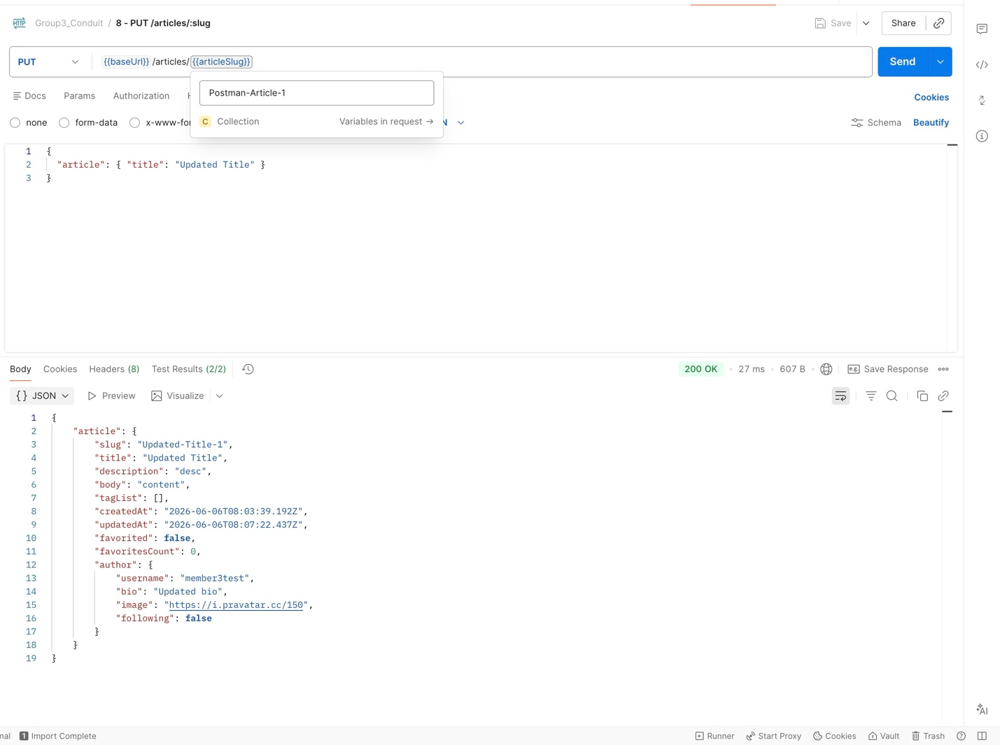 HTTP Group3_Conduit / 8 - PUT /articles/:slug
Save Share
PUT {{baseUrl}} /articles/ {{articleSlug}} Send
Postman-Article-1
C Collection Variables in request →
Docs Params Authorization Cookies
none form-data Schema Beautify
1 {
2 "article": { "title": "Updated Title" }
3 }
Body Cookies Headers (8) Test Results (2/2) 200 OK • 27 ms • 607 B e.g. Save Response
{} JSON Preview Visualize
1 {
2 "article": {
3 "slug": "Updated-Title-1",
4 "title": "Updated Title",
5 "description": "desc",
6 "body": "content",
7 "tagList": [],
8 "createdAt": "2026-06-06T08:03:39.192Z",
9 "updatedAt": "2026-06-06T08:07:22.437Z",
10 "favorited": false,
11 "favoritesCount": 0,
12 "author": {
13 "username": "member3test",
14 "bio": "Updated bio",
15 "image": "https://i.pravatar.cc/150",
16 "following": false
17 }
18 }
19 }
AI
nal 1 Import Complete Runner Start Proxy Cookies Vault Trash